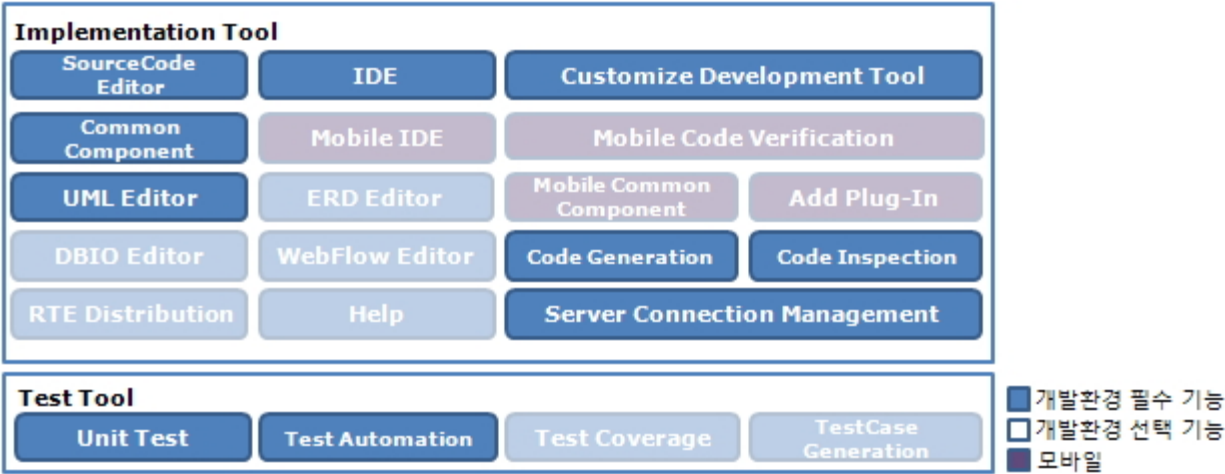 Implementation Tool
SourceCode
Editor
IDE
Customize Development Tool
Common
Component
Mobile IDE
Mobile Code Verification
UML Editor
ERD Editor
Mobile Common
Component
Add Plug-In
DBIO Editor
WebFlow Editor
Code Generation
Code Inspection
RTE Distribution
Help
Server Connection Management
Test Tool
Unit Test
Test Automation
Test Coverage
TestCase
Generation
개발환경 필수 기능
개발환경 선택 기능
모바일